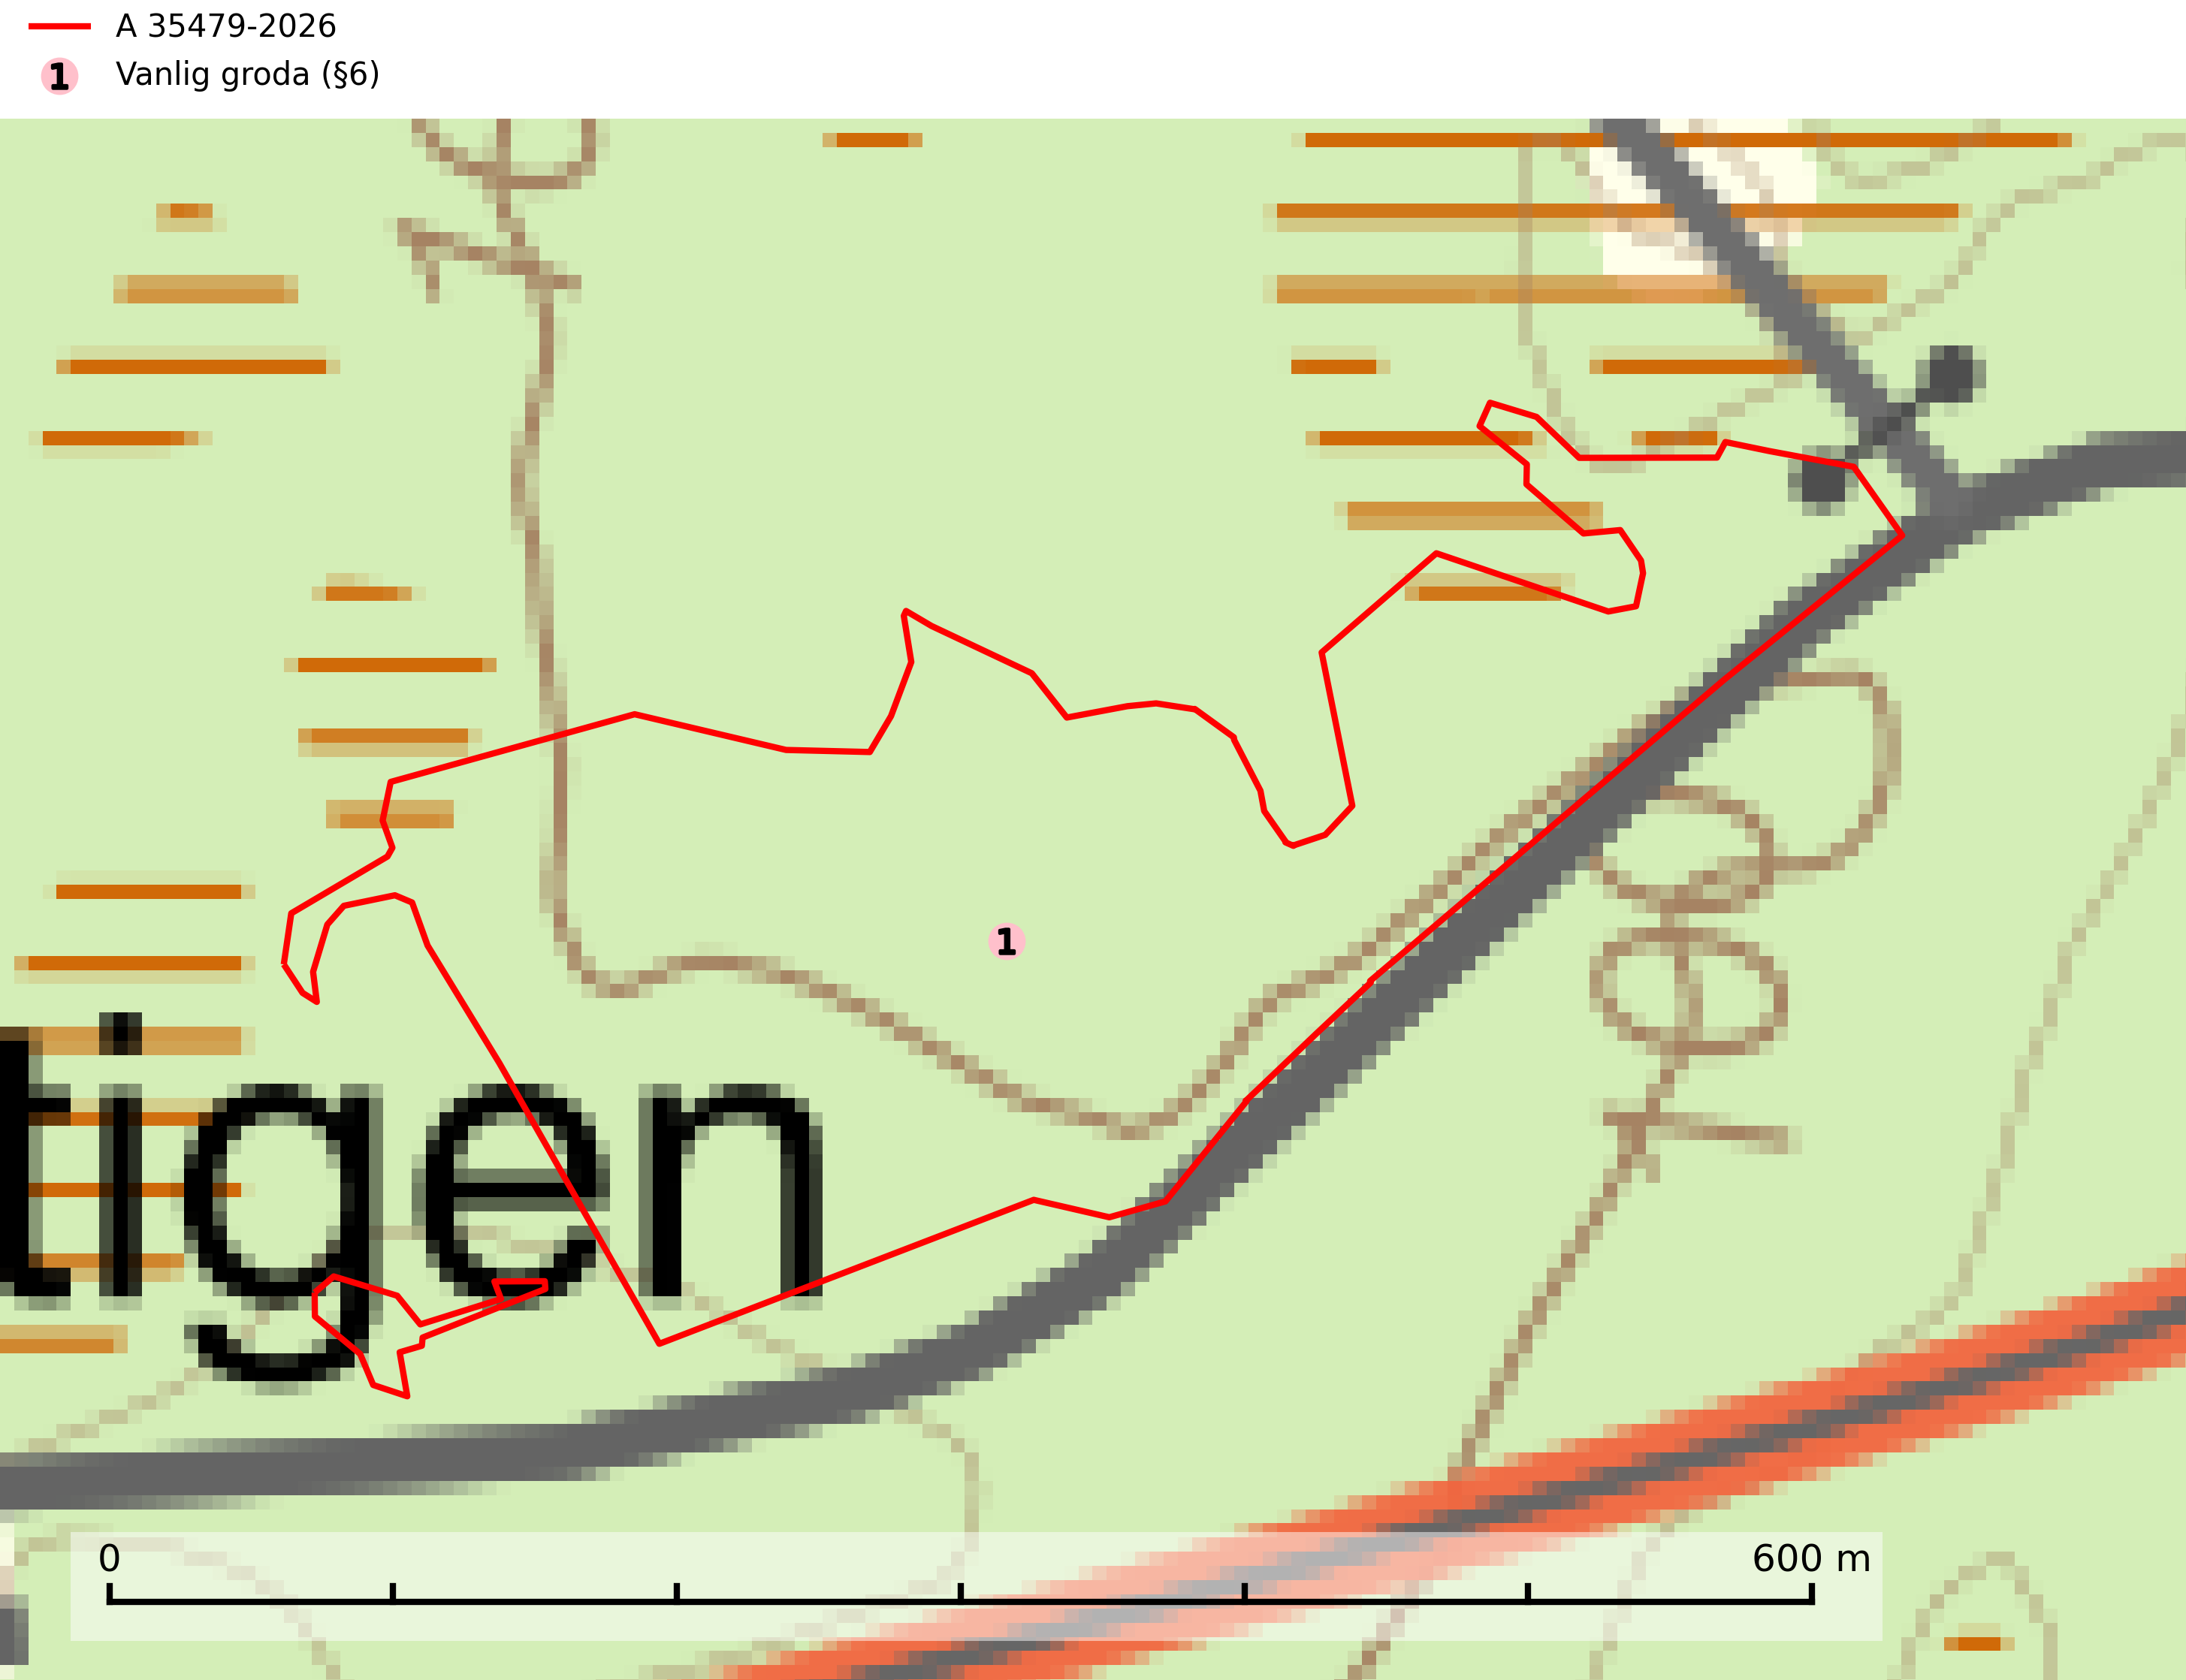 A 35479-2026
1 Vanlig groda (§6)
1
tigen
0 600 m